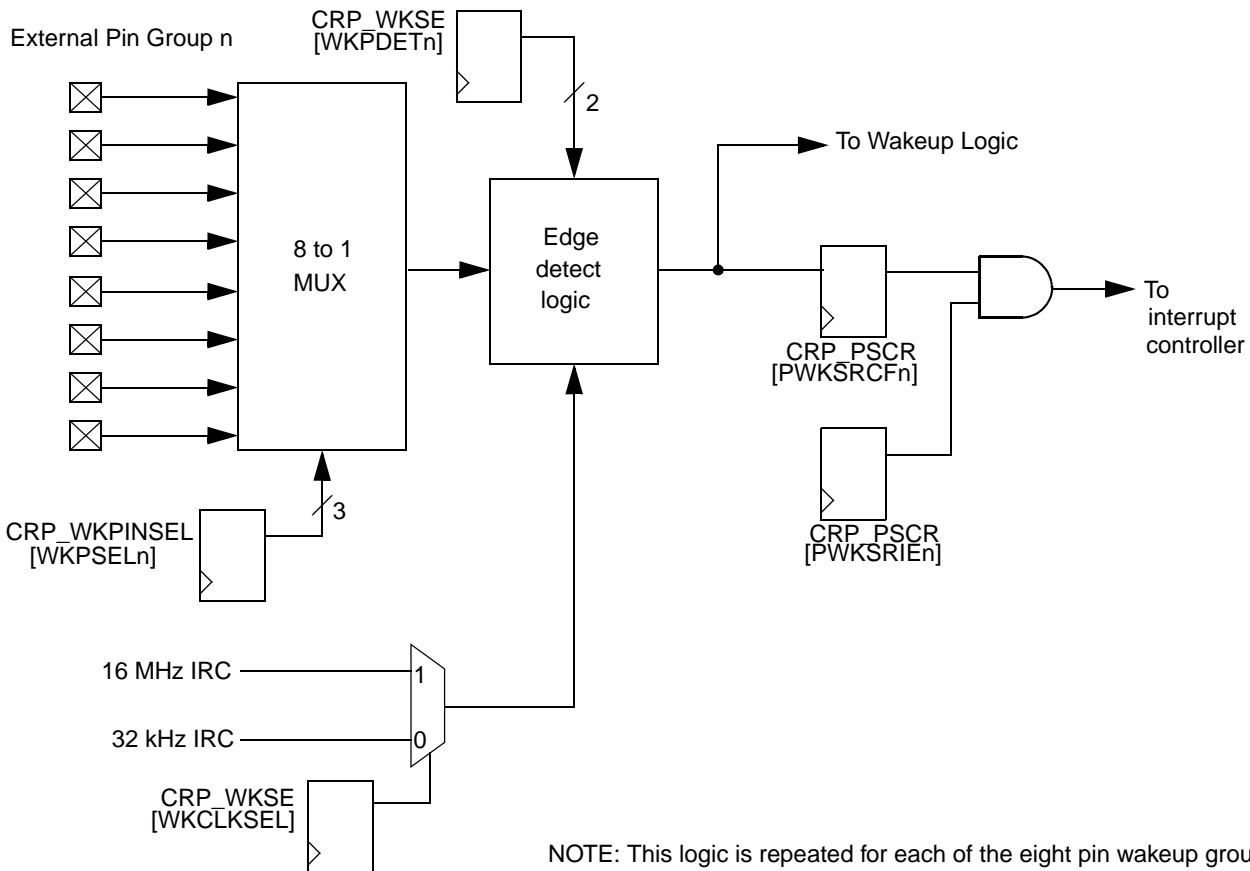 External Pin Group n
CRP_WKSE
[WKPDETn]
2
To Wakeup Logic
8 to 1
MUX
Edge
detect
logic
To
interrupt
controller
CRP_PSCR
[PWKSRCFn]
3
CRP_WKPINSEL
[WKPSELn]
CRP_PSCR
[PWKSRIEn]
16 MHz IRC
1
32 kHz IRC
0
CRP_WKSE
[WKCLKSEL]
NOTE: This logic is repeated for each of the eight pin wakeup grou